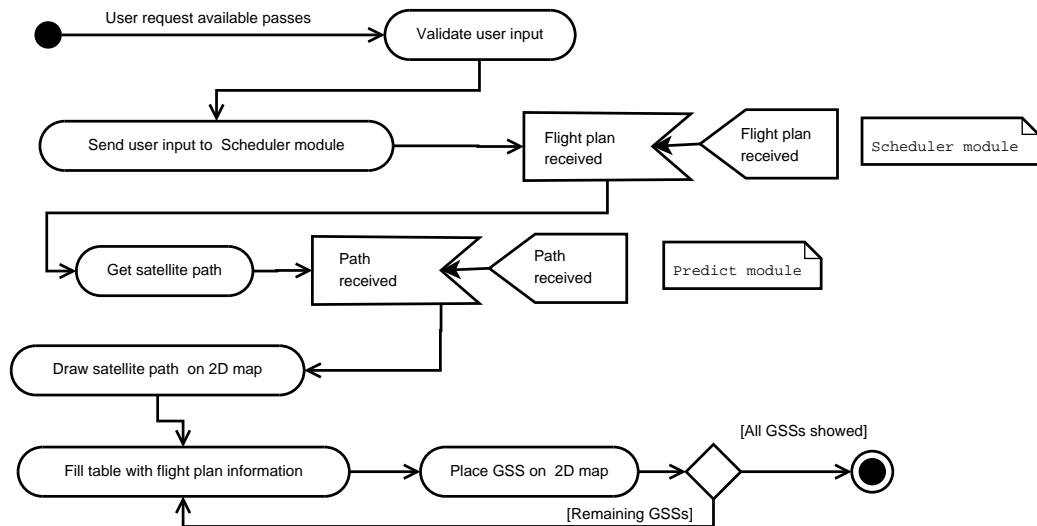 User request available passes
Validate user input
Send user input to  Scheduler module
Flight plan
received
Flight plan
received
Scheduler module
Get satellite path
Path
received
Path
received
Predict module
Draw satellite path  on 2D map
[All GSSs showed]
Fill table with flight plan information
Place GSS on  2D map
[Remaining GSSs]